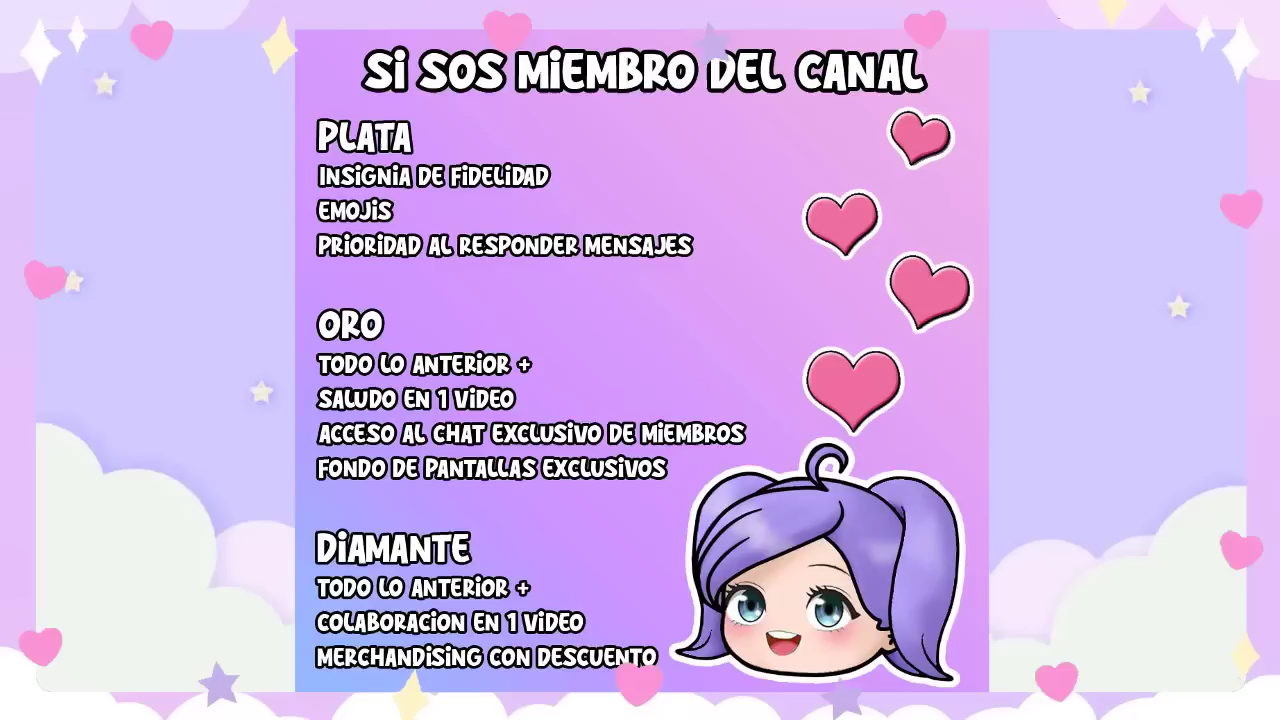 Si SOS MiEMBRO DEL CANAL
PLATA
INSiGNiA DE FiDELiDAD
EMOJiS
PRiORiDAD AL RESPONDER MENSAJES
ORO
TODO LO ANTERiOR +
SALUDO EN 1 ViDEO
ACCESO AL CHAT EXCLUSiVO DE MiEMBROS
FONDO DE PANTALLAS EXCLUSiVOS
DiAMANTE
TODO LO ANTERiOR +
COLABORACiON EN 1 ViDEO
MERCHANDiSiNG CON DESCUENTO